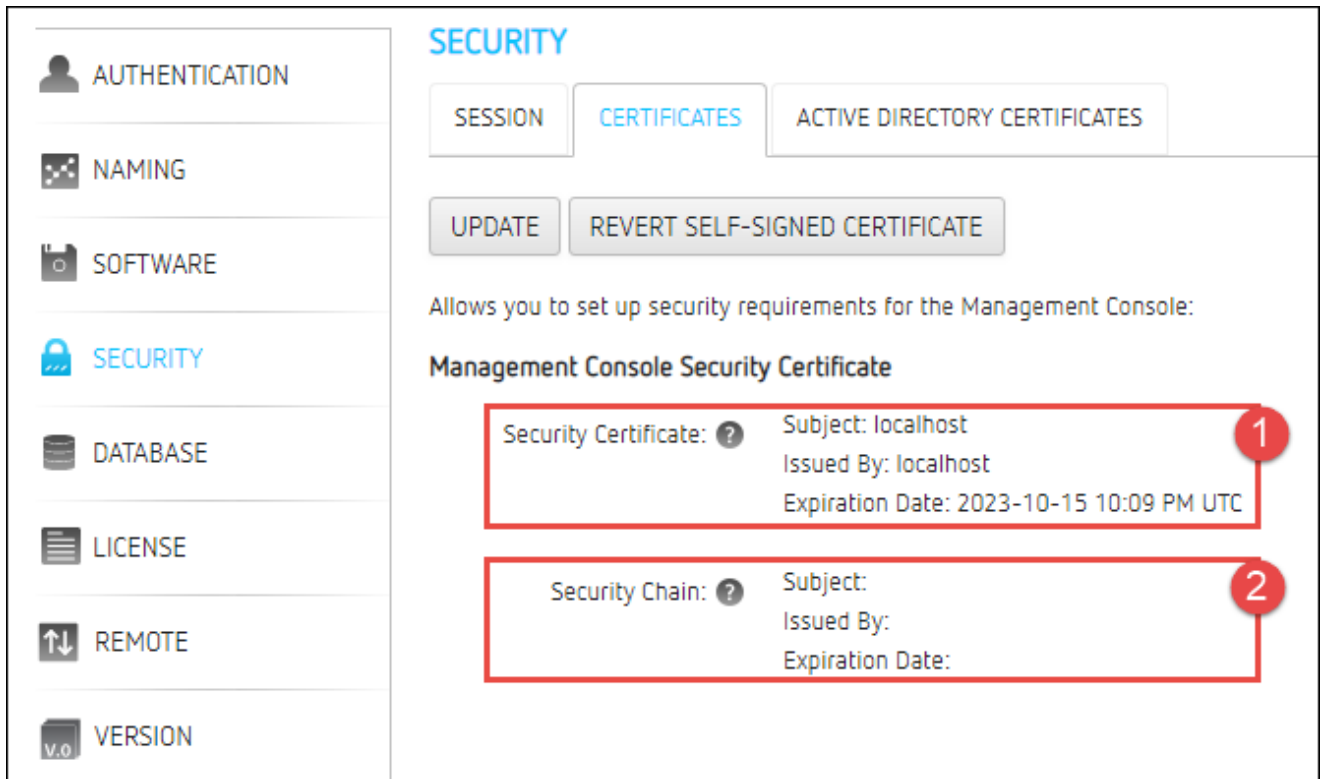 AUTHENTICATION
NAMING
SOFTWARE
SECURITY
DATABASE
LICENSE
REMOTE
V.0 VERSION
SECURITY
SESSION CERTIFICATES ACTIVE DIRECTORY CERTIFICATES
UPDATE REVERT SELF-SIGNED CERTIFICATE
Allows you to set up security requirements for the Management Console:
Management Console Security Certificate
Security Certificate: ? Subject: localhost 1
Issued By: localhost
Expiration Date: 2023-10-15 10:09 PM UTC
Security Chain: ? Subject: 2
Issued By:
Expiration Date: